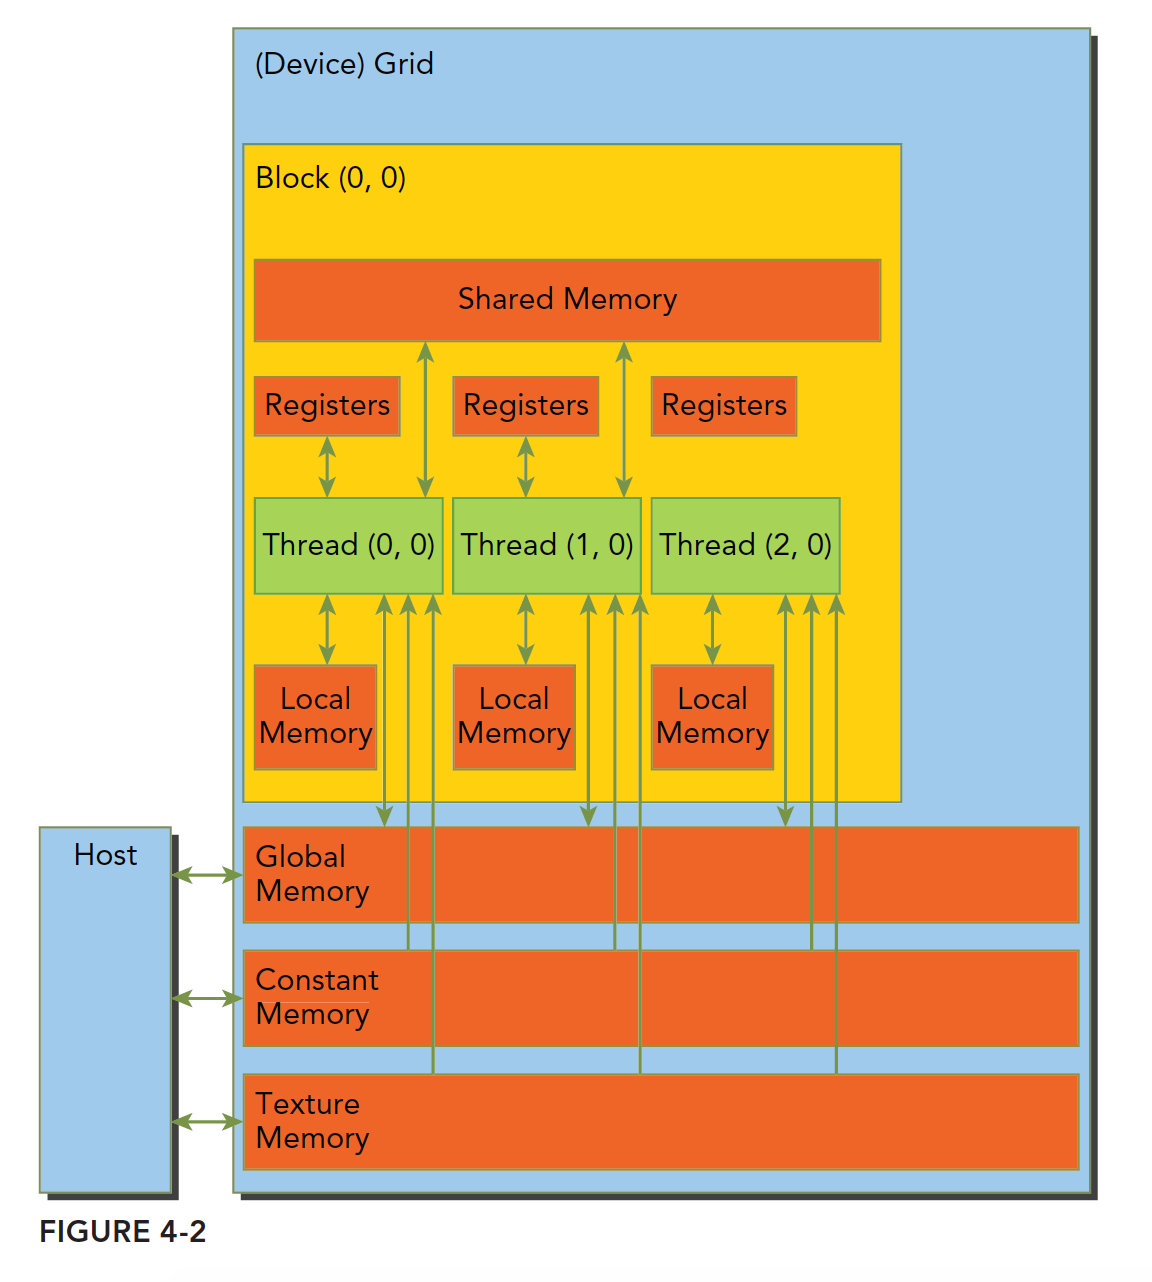 (Device) Grid
Block (0, 0)
Shared Memory
Registers
Registers
Registers
Thread (0, 0)
Thread (1, 0)
Thread (2, 0)
Local
Memory
Local
Memory
Local
Memory
Host
Global
Memory
Constant
Memory
Texture
Memory
FIGURE 4-2